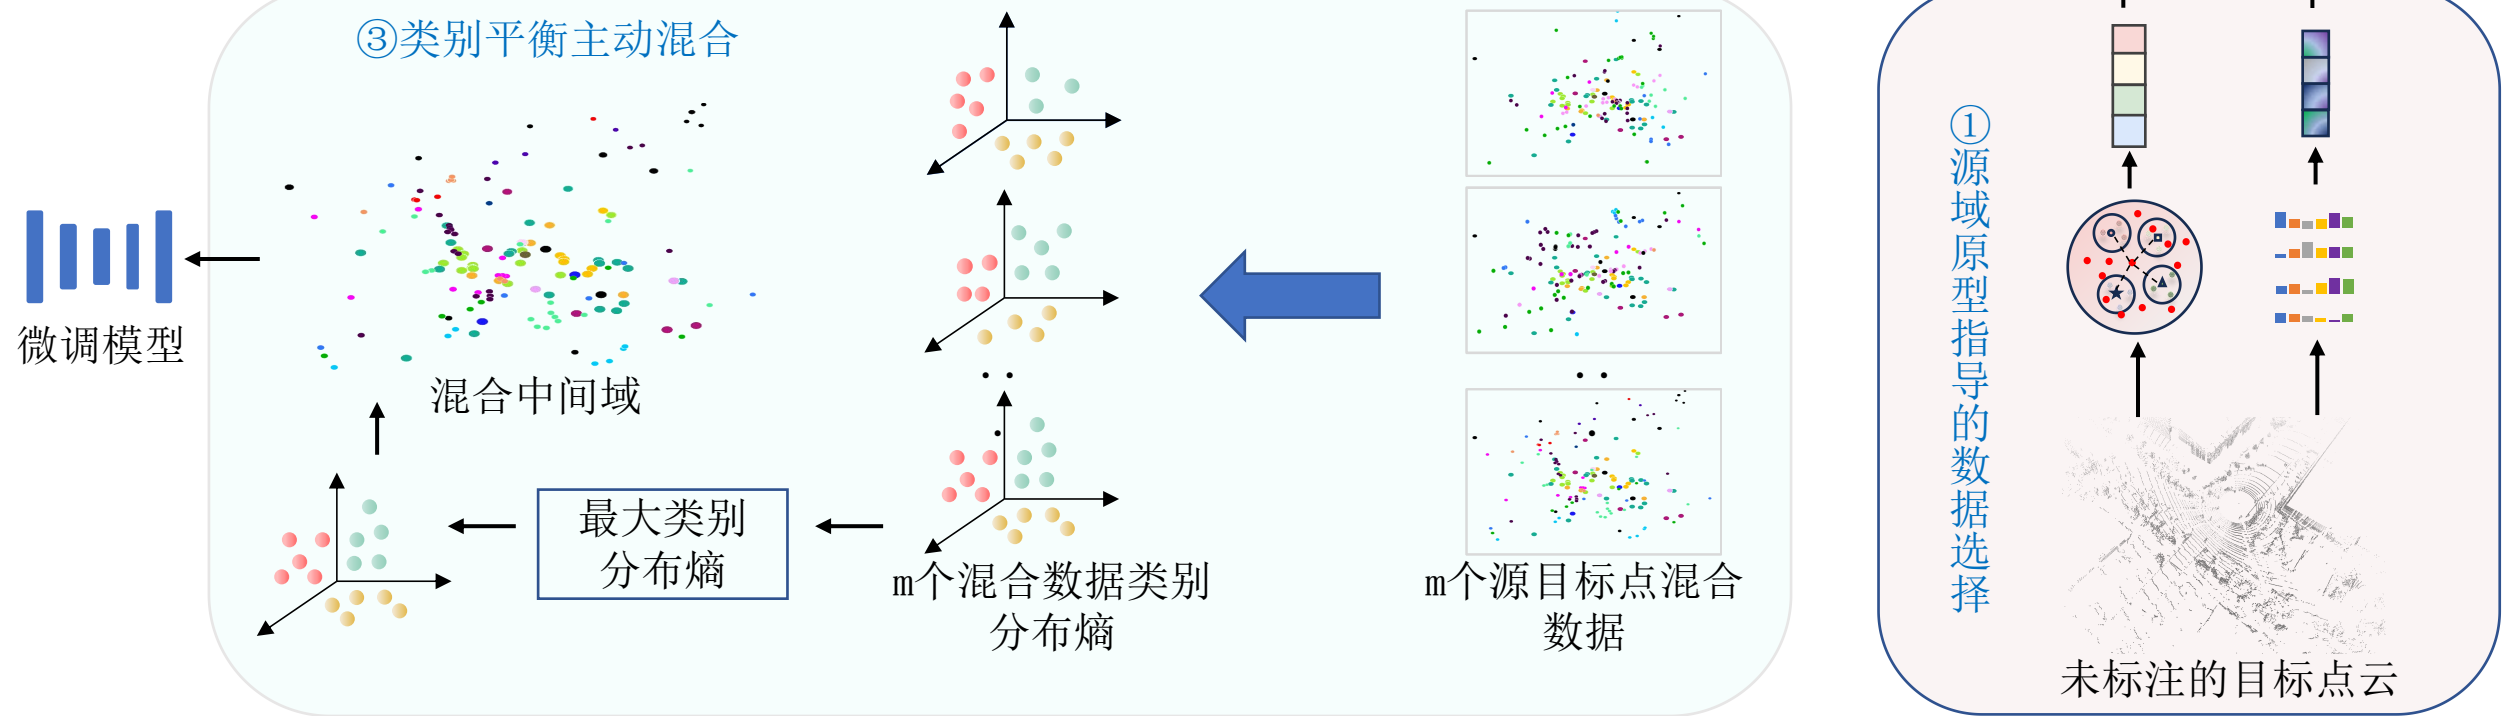 ③类别平衡主动混合
微调模型
混合中间域
最大类别
分布熵
m个混合数据类别
分布熵
m个源目标点混合
数据
①源域原型指导的数据选择
未标注的目标点云